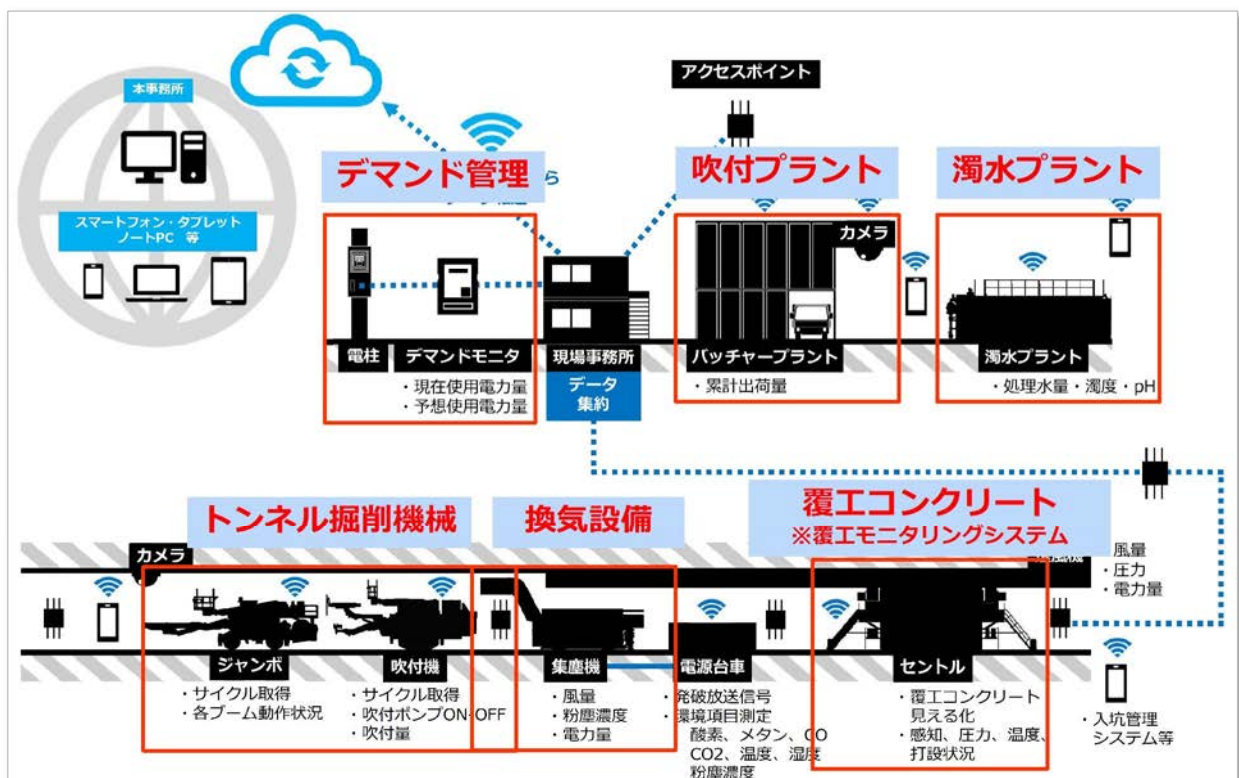 本事務所
スマートフォン・タブレット
ノートPC 等
アクセスポイント
デマンド管理
ら
吹付プラント
濁水プラント
カメラ
電柱
デマンドモニタ
・現在使用電力量
・予想使用電力量
現場事務所
データ
集約
バッチャープラント
・累計出荷量
濁水プラント
・処理水量・濁度・pH
トンネル掘削機械
換気設備
覆工コンクリート
※覆工モニタリングシステム
カメラ
・風量
・圧力
・電力量
ジャンボ
・サイクル取得
・各ブーム動作状況
吹付機
・サイクル取得
・吹付ポンプON-OFF
・吹付量
集塵機
・風量
・粉塵濃度
・電力量
電源台車
・発破放送信号
・環境項目測定
酸素、メタン、CO
CO2、温度、湿度
粉塵濃度
セントル
・覆工コンクリート
見える化
・感知、圧力、温度、
打設状況
・入坑管理
システム等